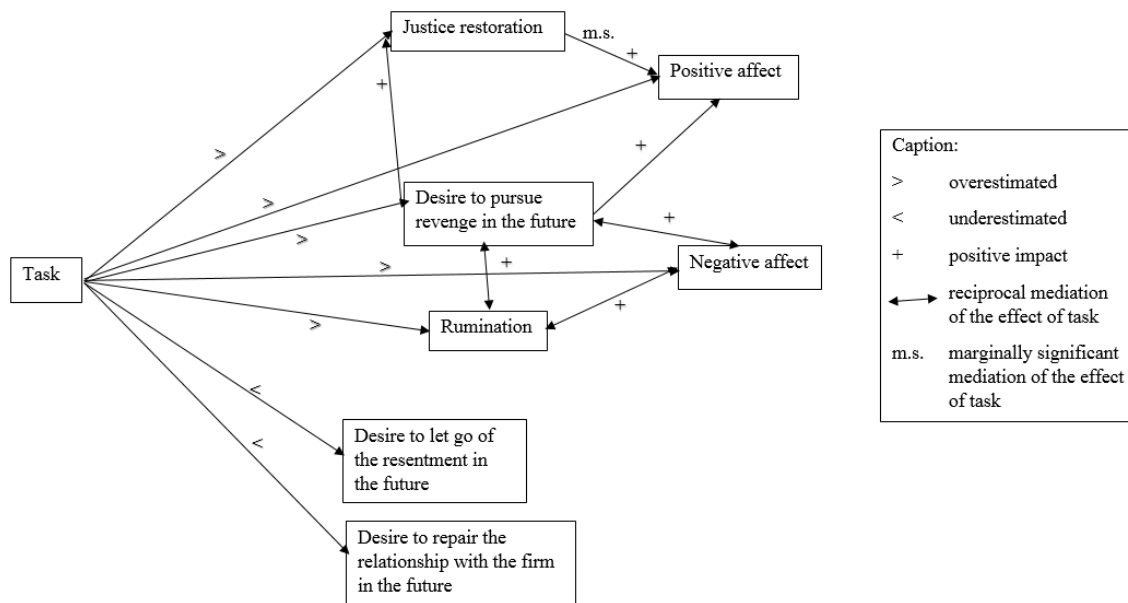 Justice restoration
m.s.
+
Positive affect
+
>
+
>
Desire to pursue
revenge in the future
>
+
Task
>
Negative affect
+
>
Rumination
+
<
Desire to let go of
the resentment in
the future
<
Desire to repair the
relationship with the firm
in the future
Caption:
> overestimated
< underestimated
+ positive impact
reciprocal mediation
of the effect of task
m.s. marginally significant
mediation of the effect
of task